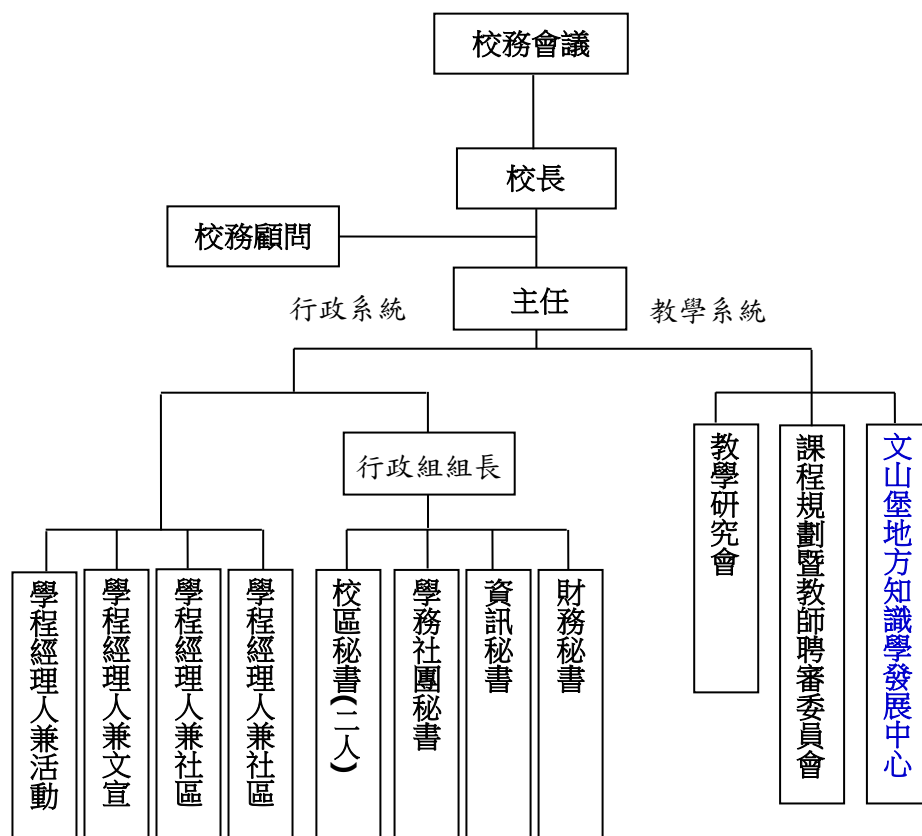 校務會議
校長
校務顧問
主任
行政系統
教學系統
行政組組長
學程經理人兼活動
學程經理人兼文宣
學程經理人兼社區
學程經理人兼社區
校區秘書(二人)
學務社團秘書
資訊秘書
財務秘書
教學研究會
課程規劃暨教師聘審委員會
文山堡地方知識學發展中心